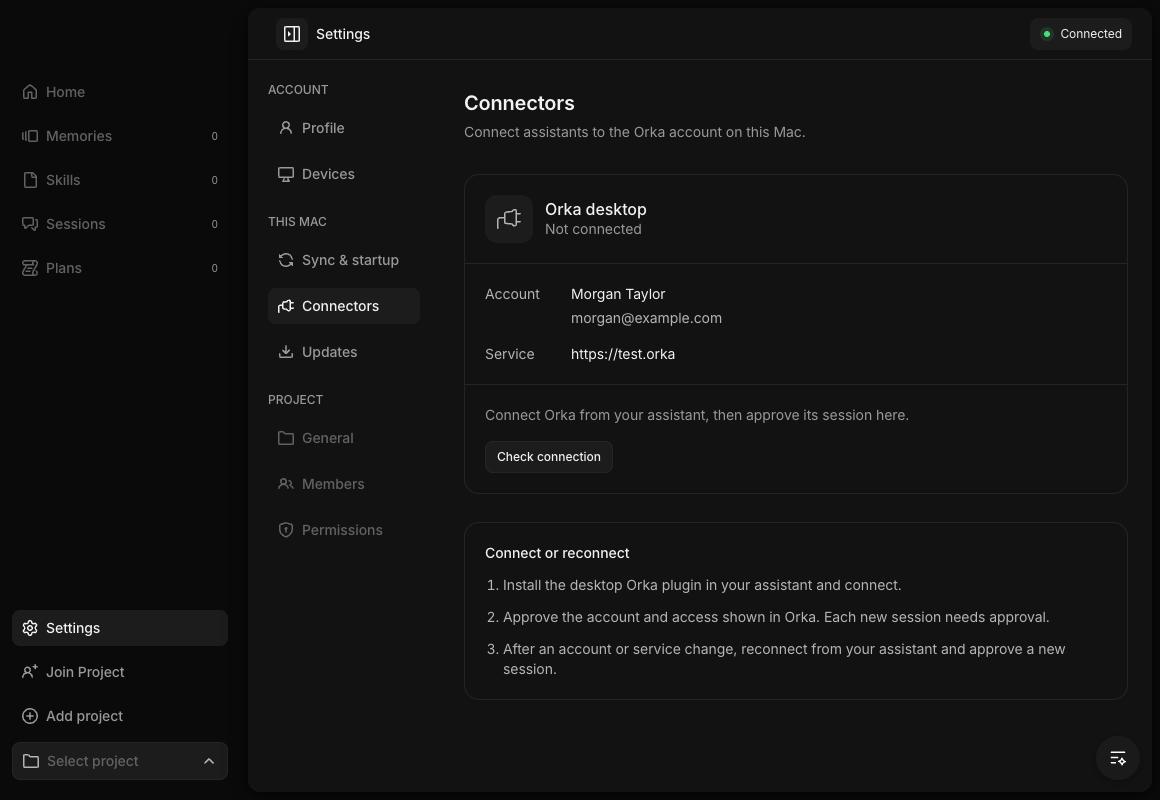 Settings
Connected
Home
Memories 0
Skills 0
Sessions 0
Plans 0
Settings
Join Project
Add project
Select project
ACCOUNT
Profile
Devices
THIS MAC
Sync & startup
Connectors
Updates
PROJECT
General
Members
Permissions
Connectors
Connect assistants to the Orka account on this Mac.
Orka desktop
Not connected
Account Morgan Taylor
morgan@example.com
Service https://test.orka
Connect Orka from your assistant, then approve its session here.
Check connection
Connect or reconnect
1. Install the desktop Orka plugin in your assistant and connect.
2. Approve the account and access shown in Orka. Each new session needs approval.
3. After an account or service change, reconnect from your assistant and approve a new
session.